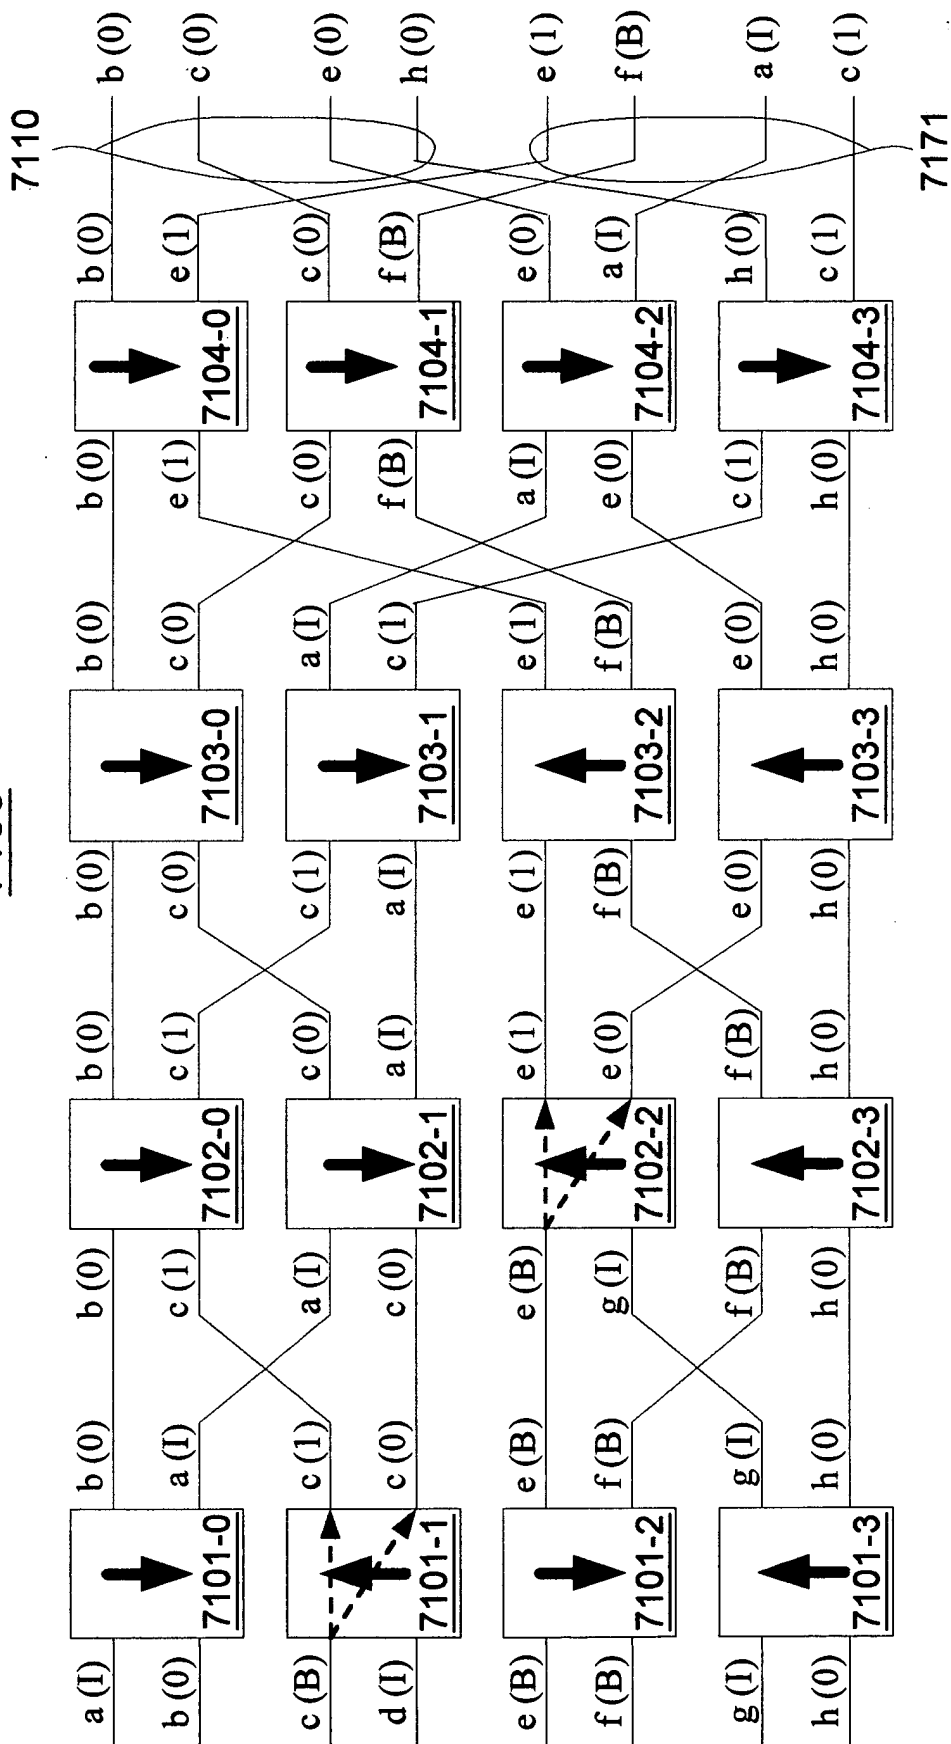 7110
a (I) b (0) b (0) b (0) b (0) b (0) b (0) b (0) b (0)
b (0) a (I) c (1) c (1) c (0) c (0) e (1) e (1) c (0)
7101-0 7102-0 7103-0 7104-0
c (B) c (1) a (I) c (0) c (1) a (I) c (0) c (0) e (0)
d (I) c (0) c (0) a (I) a (I) c (1) f (B) f (B) h (0)
7101-1 7102-1 7103-1 7104-1
e (B) e (B) e (B) e (1) e (1) e (1) a (I) e (0) e (1)
f (B) f (B) g (I) e (0) f (B) f (B) e (0) a (I) f (B)
7101-2 7102-2 7103-2 7104-2
g (I) g (I) f (B) f (B) e (0) e (0) c (1) h (0) a (I)
h (0) h (0) h (0) h (0) h (0) h (0) h (0) c (1) c (1)
7101-3 7102-3 7103-3 7104-3
7171